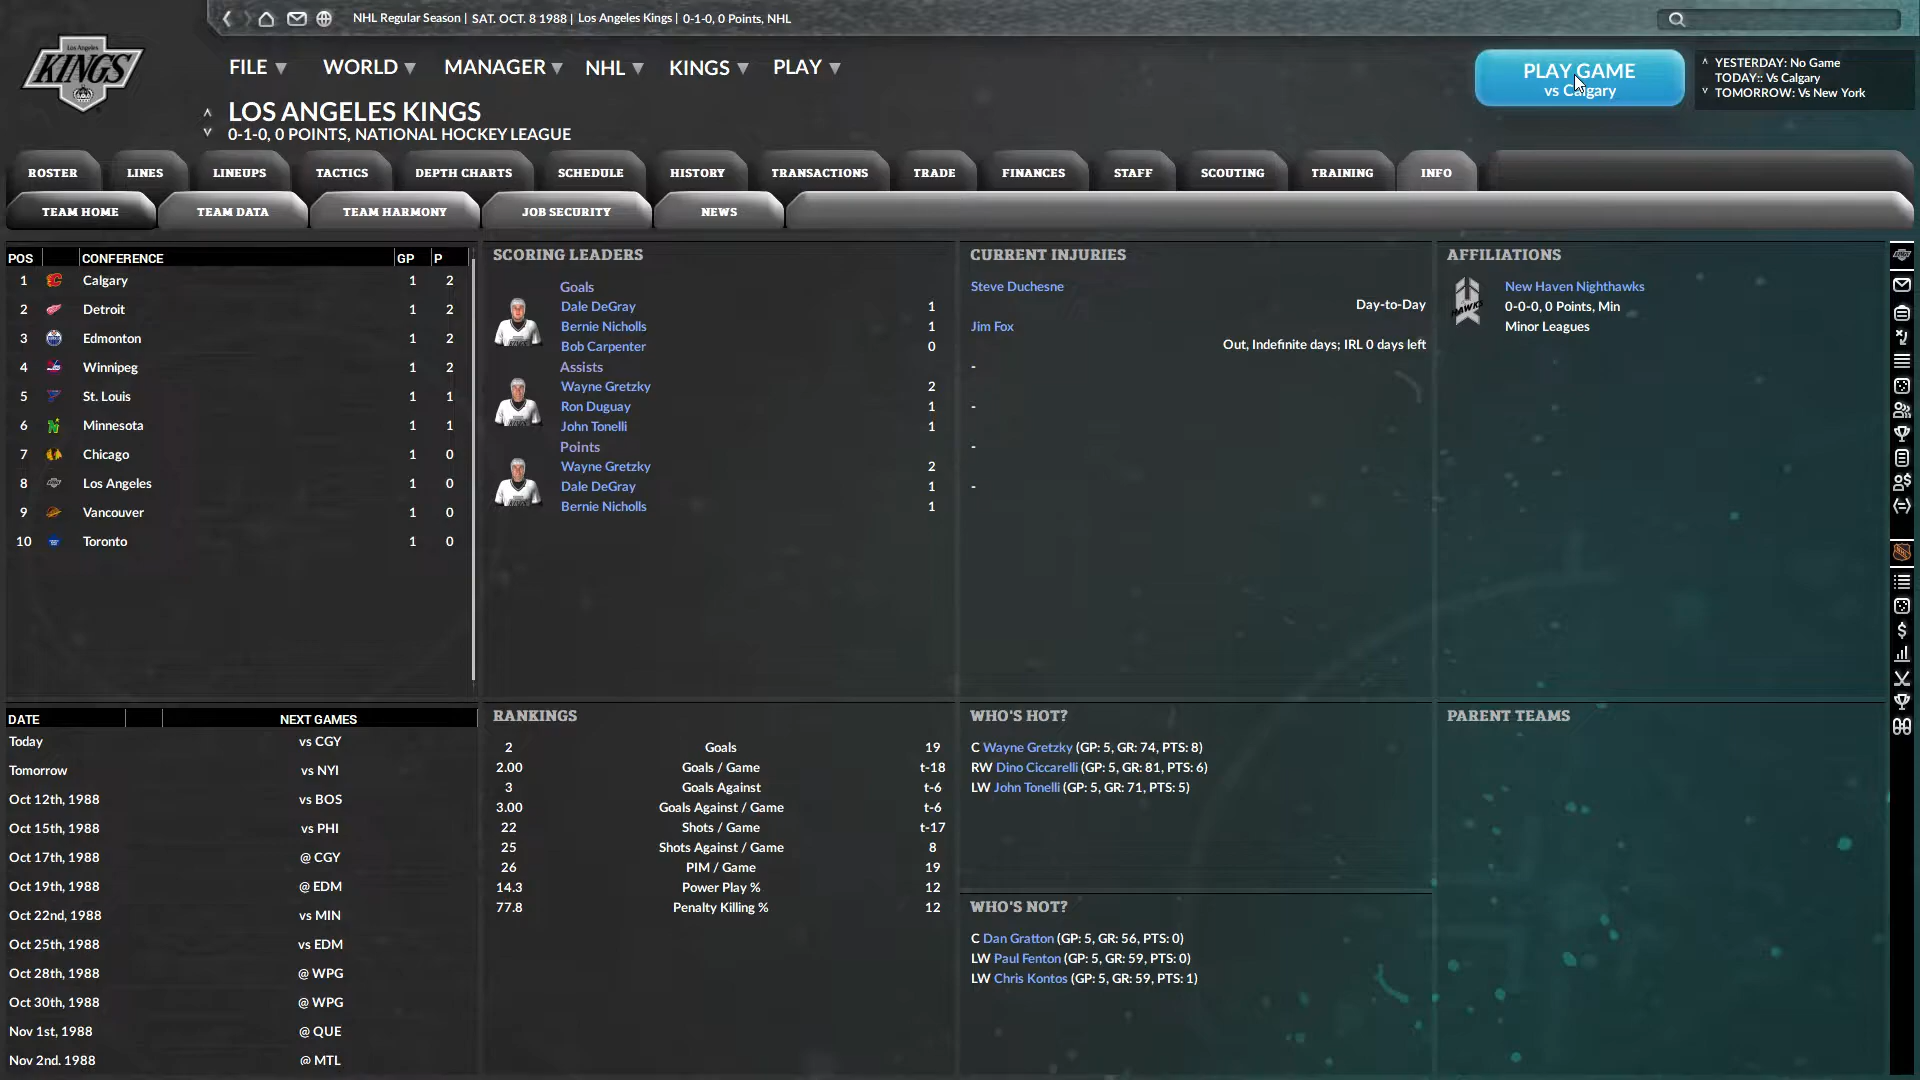 NHL Regular Season | SAT. OCT. 8 1988 | Los Angeles Kings | 0-1-0, 0 Points, NHL
Los Angeles
KINGS
FILE
WORLD
MANAGER
NHL
KINGS
PLAY
PLAY GAME
vs Calgary
YESTERDAY: No Game
TODAY:: Vs Calgary
TOMORROW: Vs New York
LOS ANGELES KINGS
0-1-0, 0 POINTS, NATIONAL HOCKEY LEAGUE
ROSTER
LINES
LINEUPS
TACTICS
DEPTH CHARTS
SCHEDULE
HISTORY
TRANSACTIONS
TRADE
FINANCES
STAFF
SCOUTING
TRAINING
INFO
TEAM HOME
TEAM DATA
TEAM HARMONY
JOB SECURITY
NEWS
POS CONFERENCE GP P
1 Calgary 1 2
2 Detroit 1 2
3 Edmonton 1 2
4 Winnipeg 1 2
5 St. Louis 1 1
6 Minnesota 1 1
7 Chicago 1 0
8 Los Angeles 1 0
9 Vancouver 1 0
10 Toronto 1 0
SCORING LEADERS
Goals
Dale DeGray 1
Bernie Nicholls 1
Bob Carpenter 0
Assists
Wayne Gretzky 2
Ron Duguay 1
John Tonelli 1
Points
Wayne Gretzky 2
Dale DeGray 1
Bernie Nicholls 1
CURRENT INJURIES
Steve Duchesne
Day-to-Day
Jim Fox
Out, Indefinite days; IRL 0 days left
-
-
-
-
AFFILIATIONS
HAWKS
New Haven Nighthawks
0-0-0, 0 Points, Min
Minor Leagues
DATE NEXT GAMES
Today vs CGY
Tomorrow vs NYI
Oct 12th, 1988 vs BOS
Oct 15th, 1988 vs PHI
Oct 17th, 1988 @ CGY
Oct 19th, 1988 @ EDM
Oct 22nd, 1988 vs MIN
Oct 25th, 1988 vs EDM
Oct 28th, 1988 @ WPG
Oct 30th, 1988 @ WPG
Nov 1st, 1988 @ QUE
Nov 2nd, 1988 @ MTL
RANKINGS
2 Goals 19
2.00 Goals / Game t-18
3 Goals Against t-6
3.00 Goals Against / Game t-6
22 Shots / Game t-17
25 Shots Against / Game 8
26 PIM / Game 19
14.3 Power Play % 12
77.8 Penalty Killing % 12
WHO'S HOT?
C Wayne Gretzky (GP: 5, GR: 74, PTS: 8)
RW Dino Ciccarelli (GP: 5, GR: 81, PTS: 6)
LW John Tonelli (GP: 5, GR: 71, PTS: 5)
WHO'S NOT?
C Dan Gratton (GP: 5, GR: 56, PTS: 0)
LW Paul Fenton (GP: 5, GR: 59, PTS: 0)
LW Chris Kontos (GP: 5, GR: 59, PTS: 1)
PARENT TEAMS